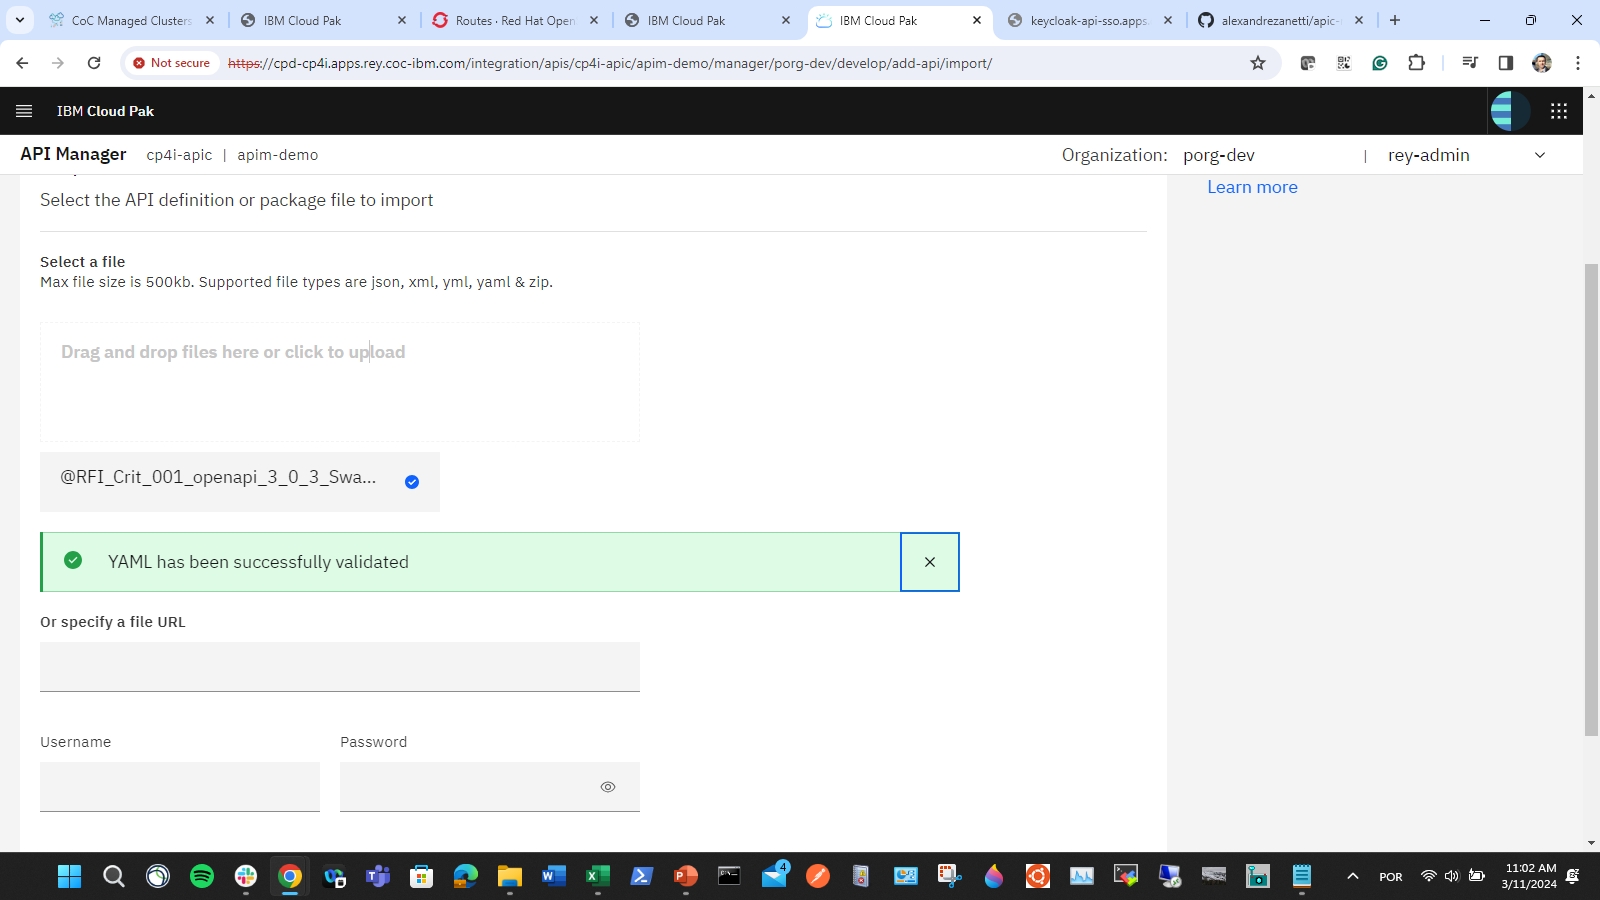 CoC Managed Clusters
IBM Cloud Pak
Routes · Red Hat Open
IBM Cloud Pak
IBM Cloud Pak
keycloak-api-sso.apps.
alexandrezanetti/apic-
Not secure
https://cpd-cp4i.apps.rey.coc-ibm.com/integration/apis/cp4i-apic/apim-demo/manager/porg-dev/develop/add-api/import/
IBM Cloud Pak
API Manager cp4i-apic | apim-demo
Organization: porg-dev | rey-admin
Select the API definition or package file to import
Learn more
Select a file
Max file size is 500kb. Supported file types are json, xml, yml, yaml & zip.
Drag and drop files here or click to upload
@RFI_Crit_001_openapi_3_0_3_Swa...
YAML has been successfully validated
Or specify a file URL
Username
Password
4
POR
11:02 AM
3/11/2024